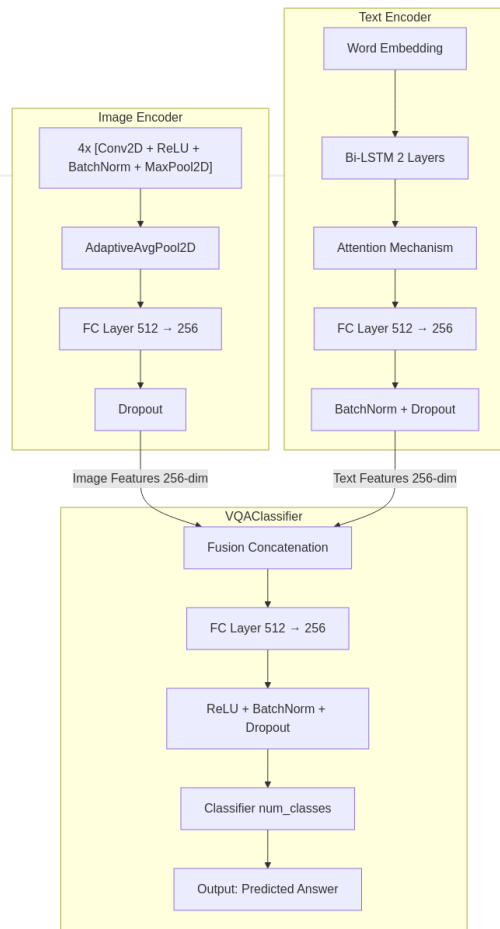 Text Encoder
Word Embedding
Bi-LSTM 2 Layers
Attention Mechanism
FC Layer 512 → 256
BatchNorm + Dropout
Image Encoder
4x [Conv2D + ReLU +
BatchNorm + MaxPool2D]
AdaptiveAvgPool2D
FC Layer 512 → 256
Dropout
Image Features 256-dim
Text Features 256-dim
VQAClassifier
Fusion Concatenation
FC Layer 512 → 256
ReLU + BatchNorm +
Dropout
Classifier num_classes
Output: Predicted Answer